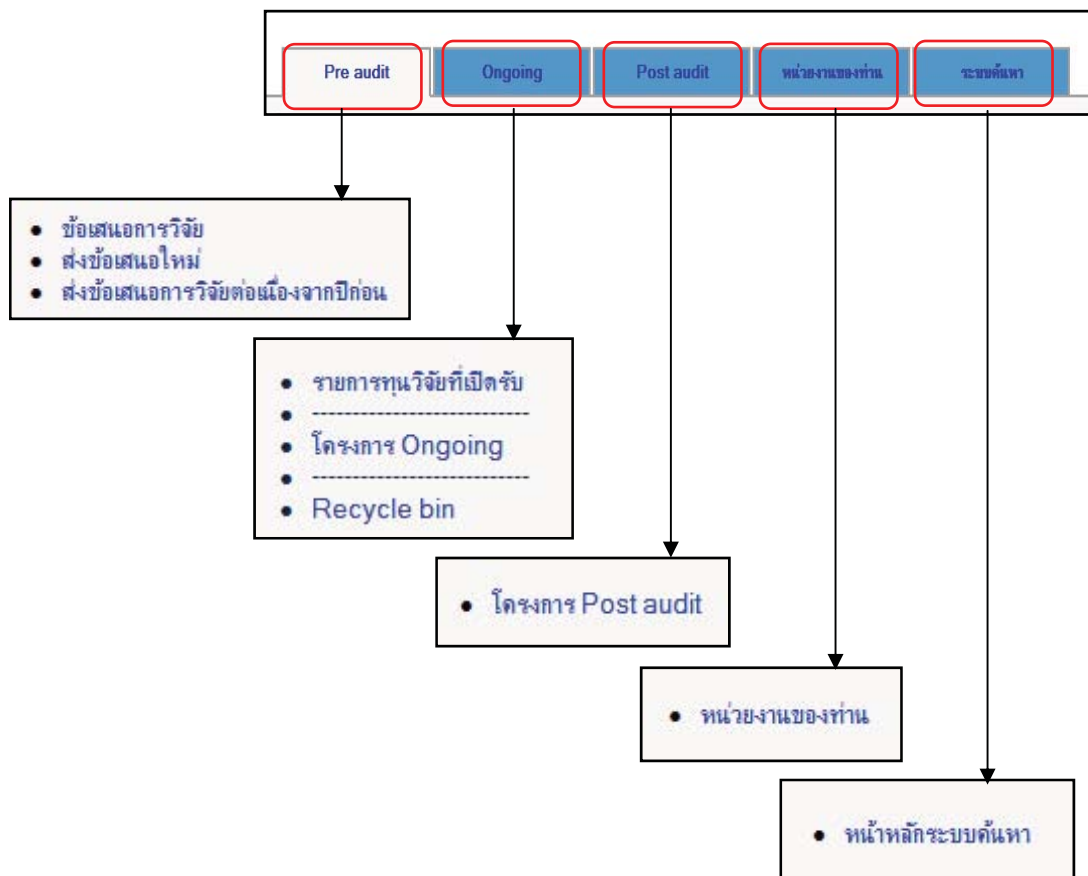 Pre audit Ongoing Post audit หน่วยงานของท่าน ระบบค้นหา
• ข้อเสนอการวิจัย
• ส่งข้อเสนอใหม่
• ส่งข้อเสนอการวิจัยต่อเนื่องจากปีก่อน
• รายการทุนวิจัยที่เปิดรับ
• ---------------------------
• โครงการ Ongoing
• ---------------------------
• Recycle bin
• โครงการ Post audit
• หน่วยงานของท่าน
• หน้าหลักระบบค้นหา